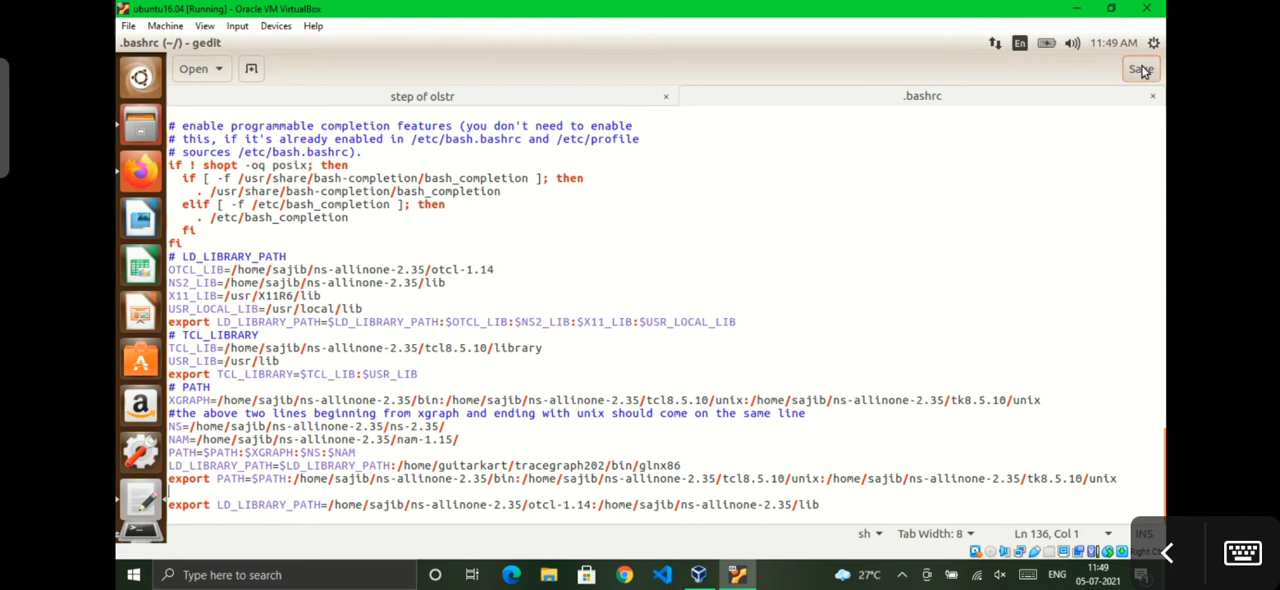 ubuntu16.04 [Running] - Oracle VM VirtualBox
File Machine View Input Devices Help
.bashrc (~/) - gedit
En
11:49 AM
Open
Save
step of olstr
.bashrc
# enable programmable completion features (you don't need to enable
# this, if it's already enabled in /etc/bash.bashrc and /etc/profile
# sources /etc/bash.bashrc).
if ! shopt -oq posix; then
if [ -f /usr/share/bash-completion/bash_completion ]; then
. /usr/share/bash-completion/bash_completion
elif [ -f /etc/bash_completion ]; then
. /etc/bash_completion
fi
fi
# LD_LIBRARY_PATH
OTCL_LIB=/home/sajib/ns-allinone-2.35/otcl-1.14
NS2_LIB=/home/sajib/ns-allinone-2.35/lib
X11_LIB=/usr/X11R6/lib
USR_LOCAL_LIB=/usr/local/lib
export LD_LIBRARY_PATH=$LD_LIBRARY_PATH:$OTCL_LIB:$NS2_LIB:$X11_LIB:$USR_LOCAL_LIB
# TCL_LIBRARY
TCL_LIB=/home/sajib/ns-allinone-2.35/tcl8.5.10/library
USR_LIB=/usr/lib
export TCL_LIBRARY=$TCL_LIB:$USR_LIB
# PATH
XGRAPH=/home/sajib/ns-allinone-2.35/bin:/home/sajib/ns-allinone-2.35/tcl8.5.10/unix:/home/sajib/ns-allinone-2.35/tk8.5.10/unix
#the above two lines beginning from xgraph and ending with unix should come on the same line
NS=/home/sajib/ns-allinone-2.35/ns-2.35/
NAM=/home/sajib/ns-allinone-2.35/nam-1.15/
PATH=$PATH:$XGRAPH:$NS:$NAM
LD_LIBRARY_PATH=$LD_LIBRARY_PATH:/home/guitarkart/tracegraph202/bin/glnx86
export PATH=$PATH:/home/sajib/ns-allinone-2.35/bin:/home/sajib/ns-allinone-2.35/tcl8.5.10/unix:/home/sajib/ns-allinone-2.35/tk8.5.10/unix
export LD_LIBRARY_PATH=/home/sajib/ns-allinone-2.35/otcl-1.14:/home/sajib/ns-allinone-2.35/lib
sh Tab Width: 8 Ln 136, Col 1 INS
Right C
Type here to search
27°C
ENG
11:49
05-07-2021